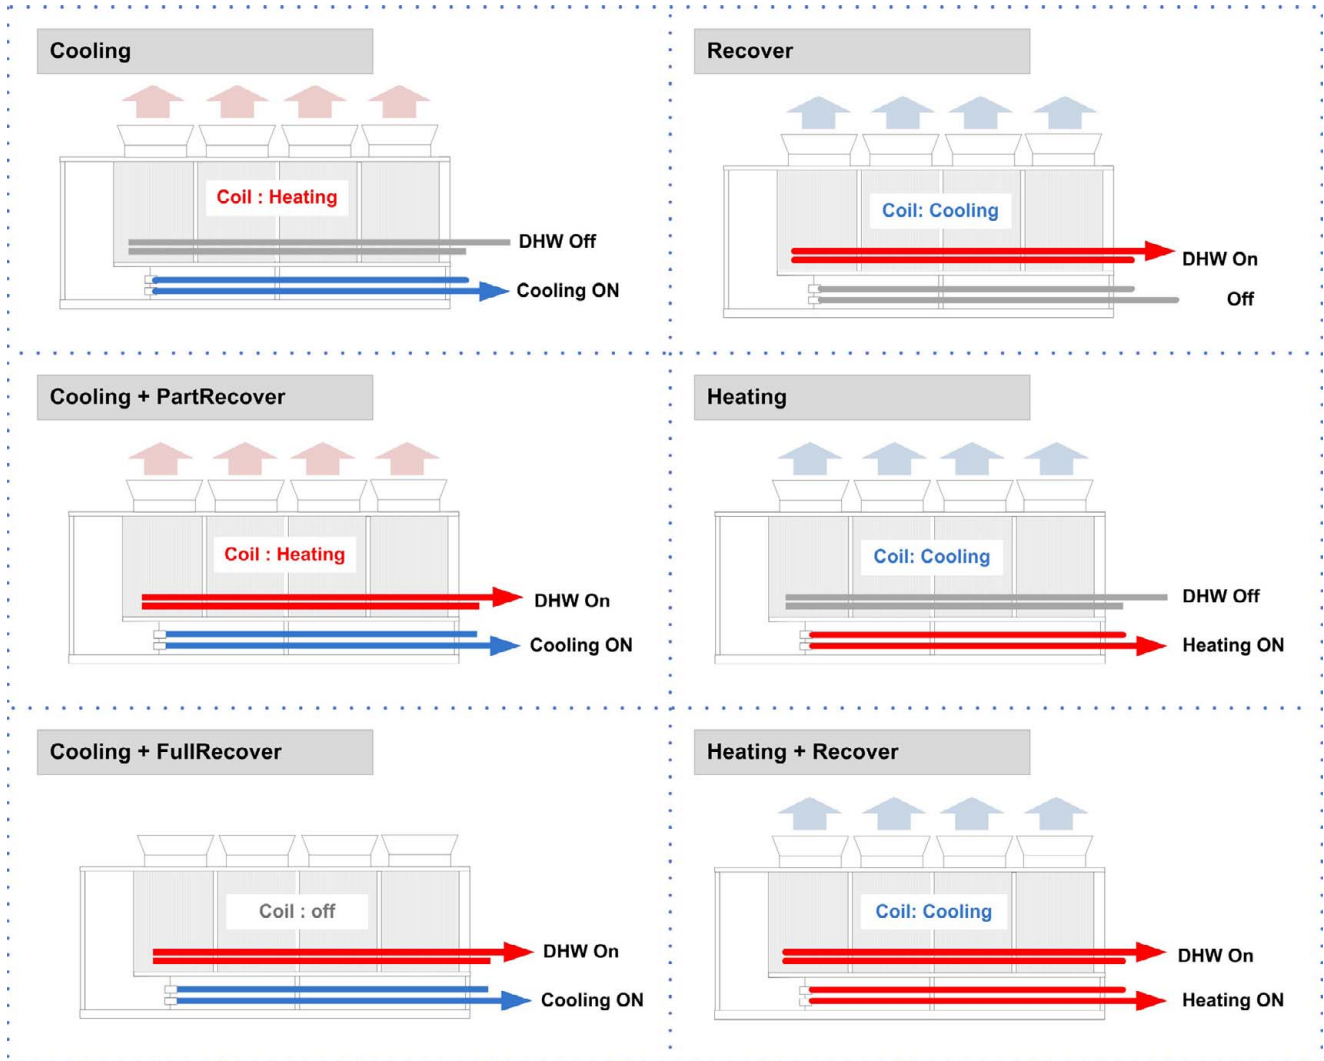 Cooling
Coil : Heating
DHW Off
Cooling ON
Recover
Coil: Cooling
DHW On
Off
Cooling + PartRecover
Coil : Heating
DHW On
Cooling ON
Heating
Coil: Cooling
DHW Off
Heating ON
Cooling + FullRecover
Coil : off
DHW On
Cooling ON
Heating + Recover
Coil: Cooling
DHW On
Heating ON